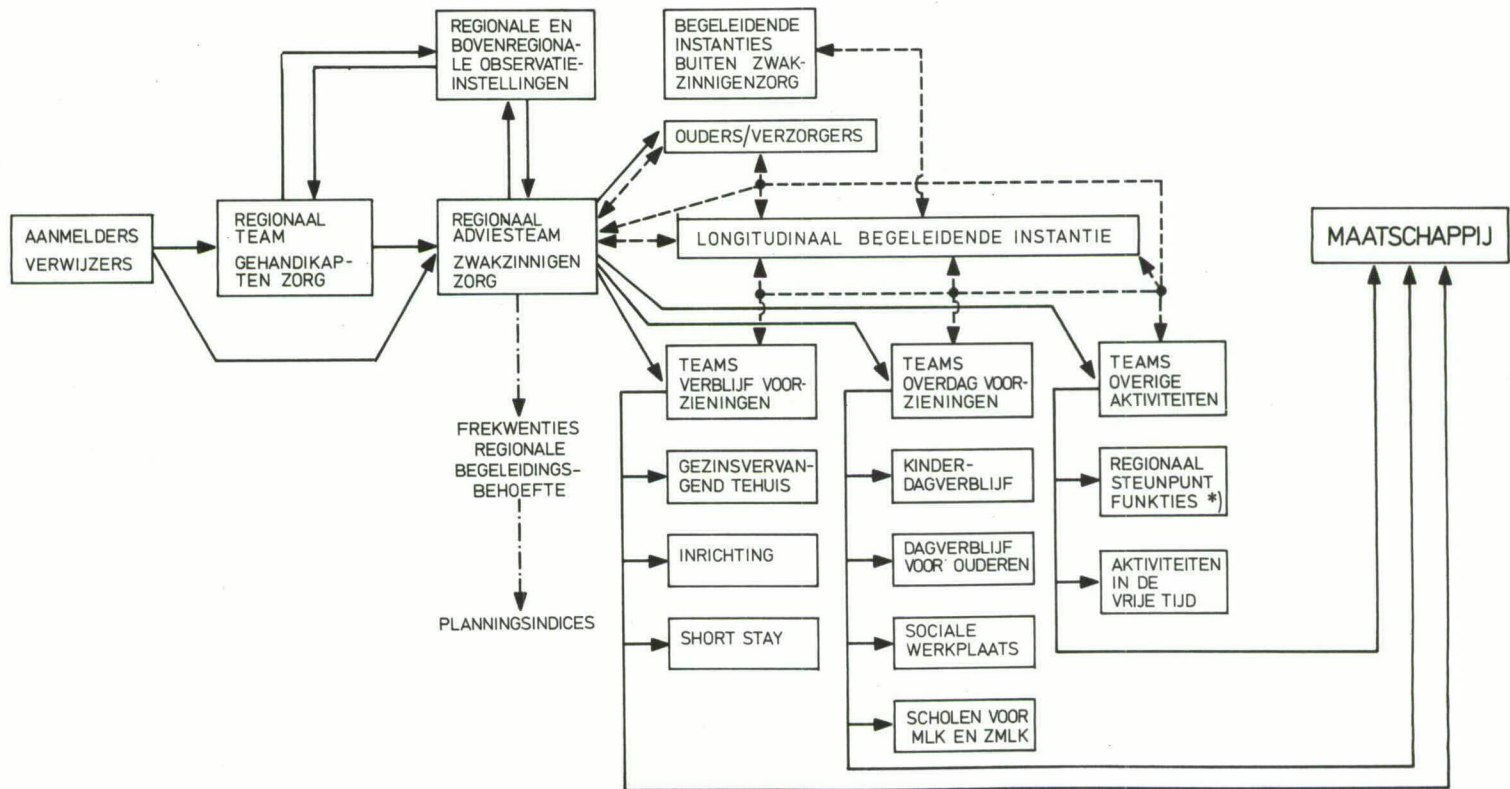 REGIONALE EN
BOVENREGIONA-
LE OBSERVATIE-
INSTELLINGEN
BEGELEIDENDE
INSTANTIES
BUITEN ZWAK-
ZINNIGENZORG
OUDERS/VERZORGERS
AANMELDERS
VERWIJZERS
REGIONAAL
TEAM
GEHANDIKAP-
TEN ZORG
REGIONAAL
ADVIESTEAM
ZWAKZINNIGEN
ZORG
LONGITUDINAAL BEGELEIDENDE INSTANTIE
MAATSCHAPPIJ
FREKWENTIES
REGIONALE
BEGELEIDINGS-
BEHOEFTE
PLANNINGSINDICES
TEAMS
VERBLIJF VOOR-
ZIENINGEN
GEZINSVERVAN-
GEND TEHUIS
INRICHTING
SHORT STAY
TEAMS
OVERDAG VOOR-
ZIENINGEN
KINDER-
DAGVERBLIJF
DAGVERBLIJF
VOOR OUDEREN
SOCIALE
WERKPLAATS
SCHOLEN VOOR
MLK EN ZMLK
TEAMS
OVERIGE
AKTIVITEITEN
REGIONAAL
STEUNPUNT
FUNKTIES *)
AKTIVITEITEN
IN DE
VRIJE TIJD